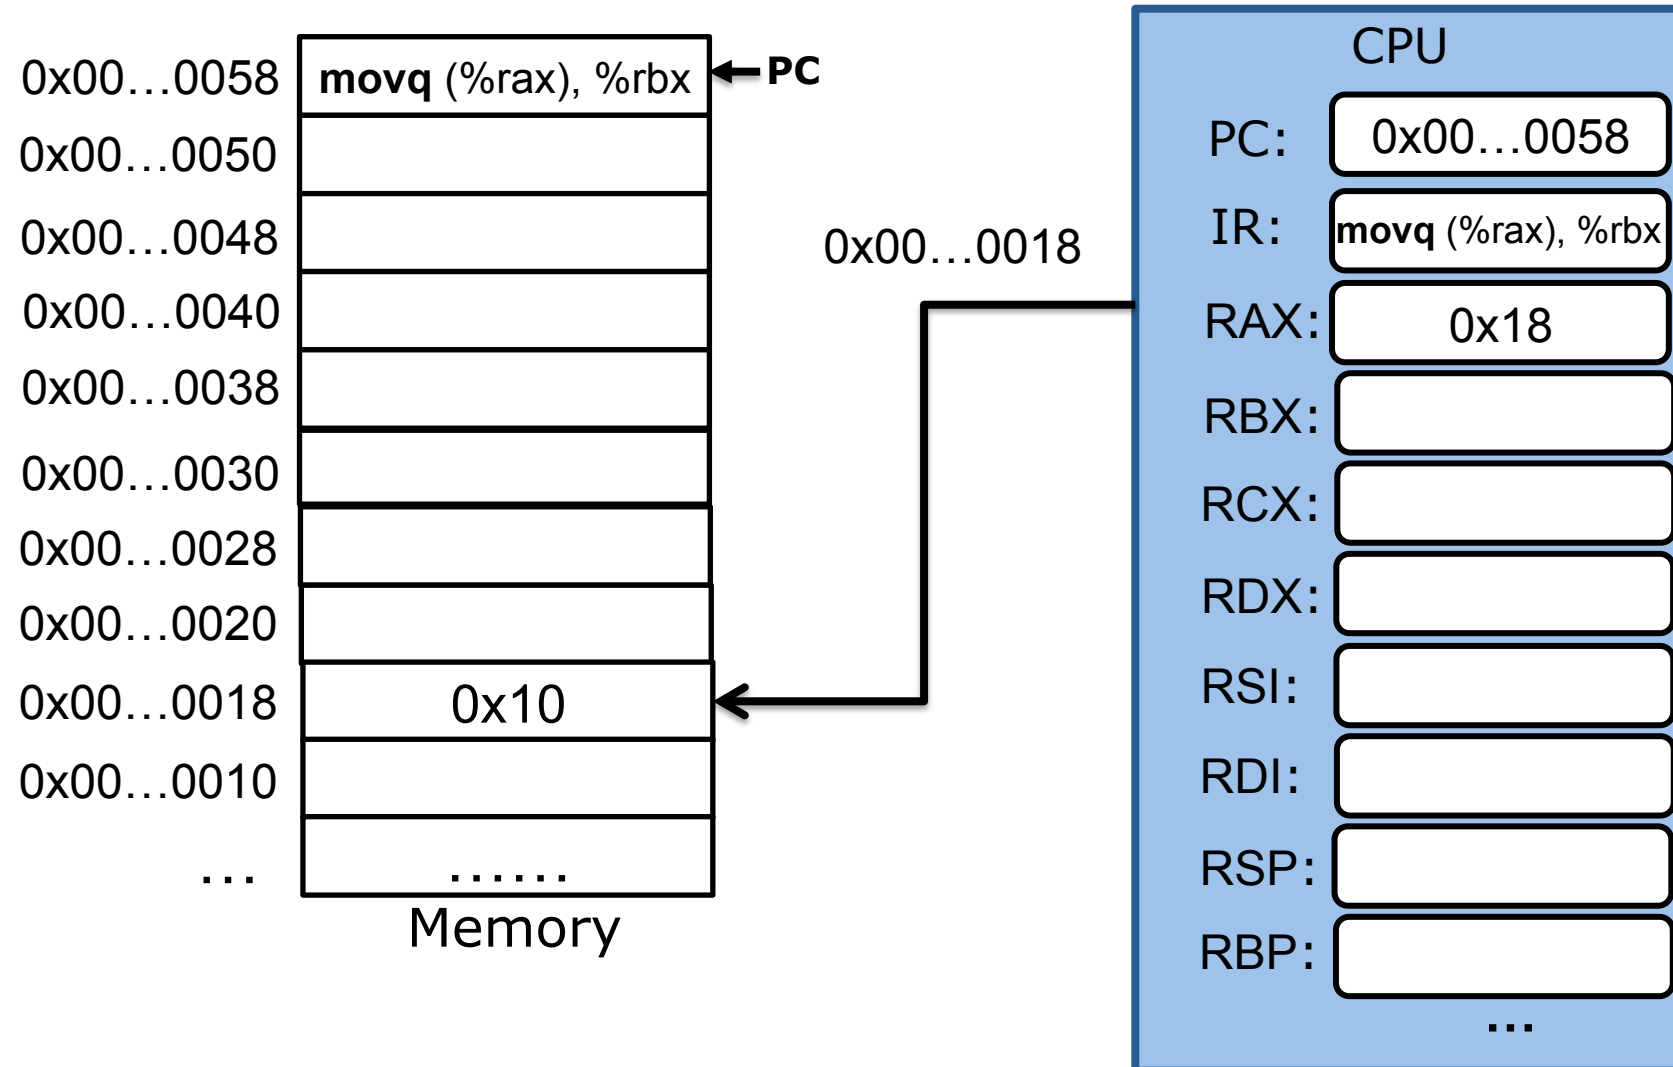 0x00…0058 movq (%rax), %rbx PC
0x00…0050
0x00…0048
0x00…0040
0x00…0038
0x00…0030
0x00…0028
0x00…0020
0x00…0018 0x10
0x00…0010
… ……
Memory
0x00…0018
CPU
PC: 0x00…0058
IR: movq (%rax), %rbx
RAX: 0x18
RBX:
RCX:
RDX:
RSI:
RDI:
RSP:
RBP:
…